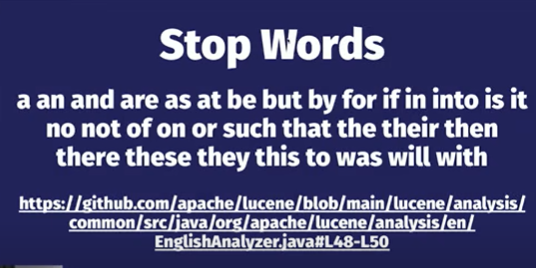 Stop Words
a an and are as at be but by for if in into is it
no not of on or such that the their then
there these they this to was will with
https://github.com/apache/lucene/blob/main/lucene/analysis/
common/src/java/org/apache/lucene/analysis/en/
EnglishAnalyzer.java#L48-L50